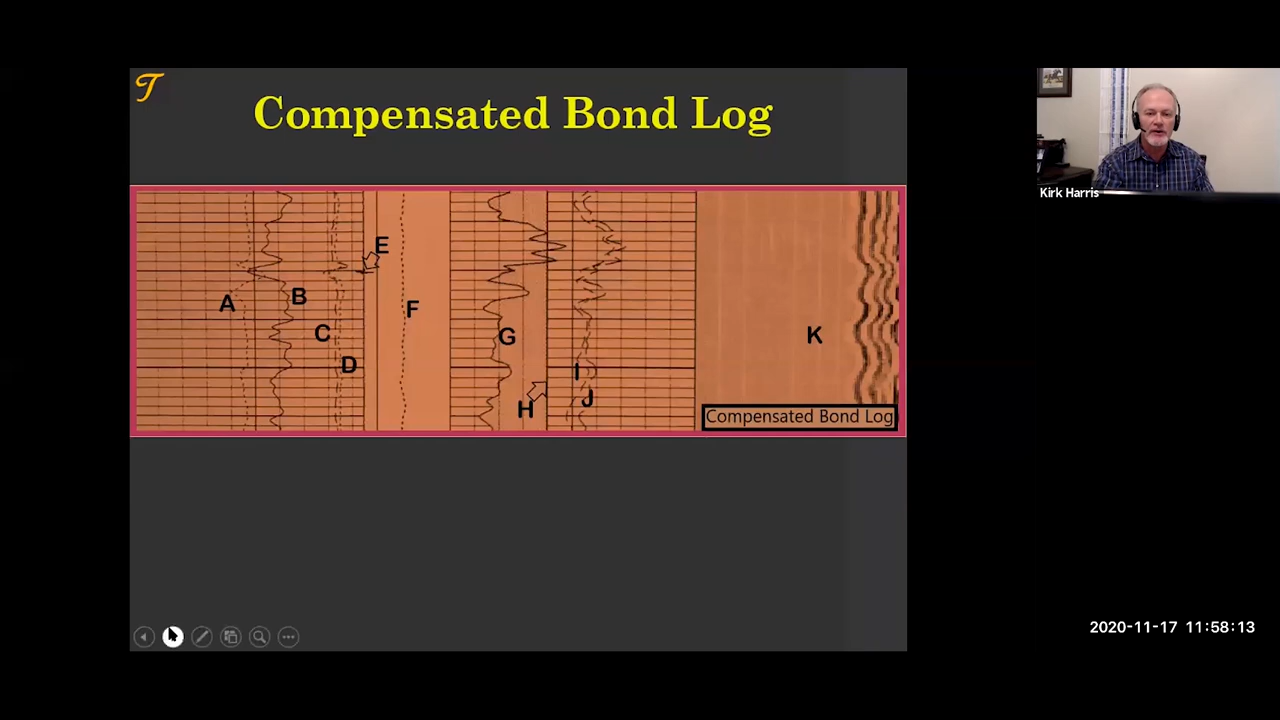 T
Compensated Bond Log
E
A
B
F
C
G
K
D
I
H
J
Compensated Bond Log
Kirk Harris
2020-11-17 11:58:13